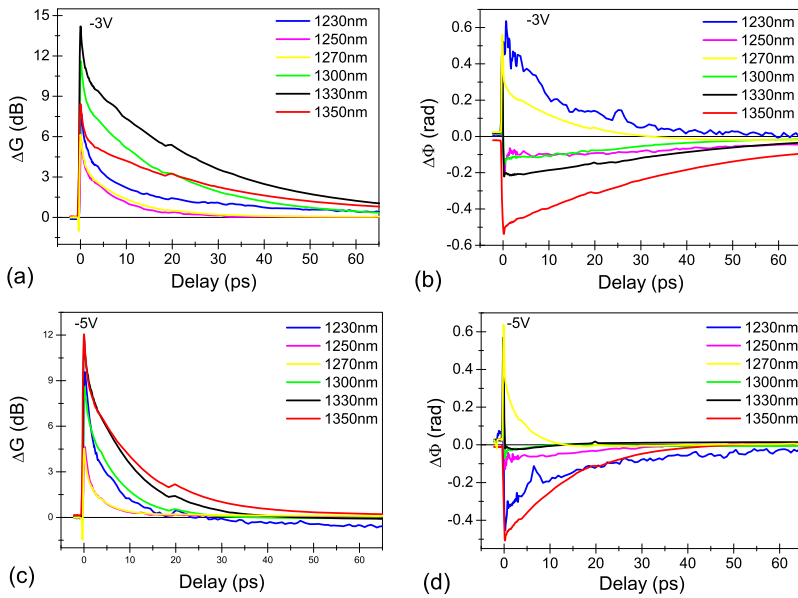 -3V
1230nm
1250nm
1270nm
1300nm
1330nm
1350nm
ΔG (dB)
15
12
9
6
3
0
0 10 20 30 40 50 60
Delay (ps)
(a)
-3V
1230nm
1250nm
1270nm
1300nm
1330nm
1350nm
ΔΦ (rad)
0.6
0.4
0.2
0.0
-0.2
-0.4
-0.6
0 10 20 30 40 50 60
Delay (ps)
(b)
-5V
1230nm
1250nm
1270nm
1300nm
1330nm
1350nm
ΔG (dB)
12
9
6
3
0
0 10 20 30 40 50 60
Delay (ps)
(c)
-5V
1230nm
1250nm
1270nm
1300nm
1330nm
1350nm
ΔΦ (rad)
0.6
0.4
0.2
0.0
-0.2
-0.4
0 10 20 30 40 50 60
Delay (ps)
(d)